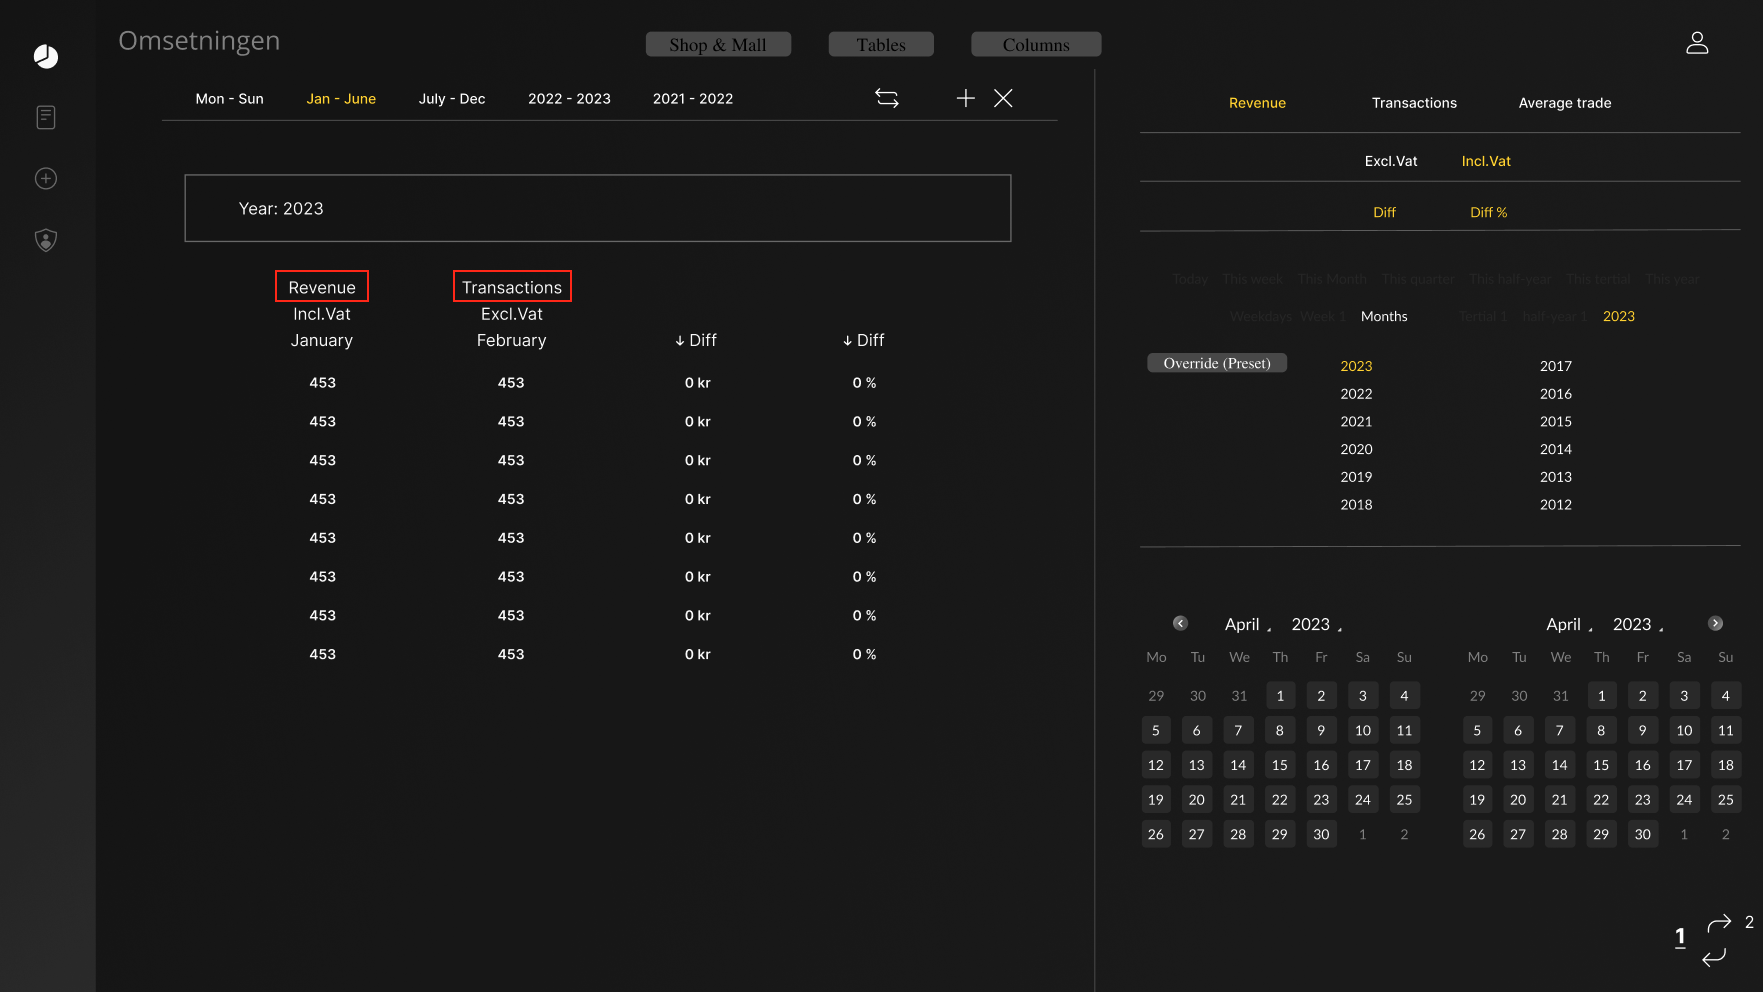 Omsetningen
Shop & Mall Tables Columns
Mon - Sun Jan - June July - Dec 2022 - 2023 2021 - 2022
Year: 2023
Revenue Transactions
Incl.Vat Excl.Vat
January February ↓ Diff ↓ Diff
453 453 0 kr 0 %
453 453 0 kr 0 %
453 453 0 kr 0 %
453 453 0 kr 0 %
453 453 0 kr 0 %
453 453 0 kr 0 %
453 453 0 kr 0 %
453 453 0 kr 0 %
Revenue Transactions Average trade
Excl.Vat Incl.Vat
Diff Diff %
Today This week This Month This quarter This half-year This tertial This year
Weekdays Week 1 Months Tertial 1 half-year 1 2023
Override (Preset)
2023 2017
2022 2016
2021 2015
2020 2014
2019 2013
2018 2012
April 2023 April 2023
Mo Tu We Th Fr Sa Su Mo Tu We Th Fr Sa Su
29 30 31 1 2 3 4 29 30 31 1 2 3 4
5 6 7 8 9 10 11 5 6 7 8 9 10 11
12 13 14 15 16 17 18 12 13 14 15 16 17 18
19 20 21 22 23 24 25 19 20 21 22 23 24 25
26 27 28 29 30 1 2 26 27 28 29 30 1 2
1 2